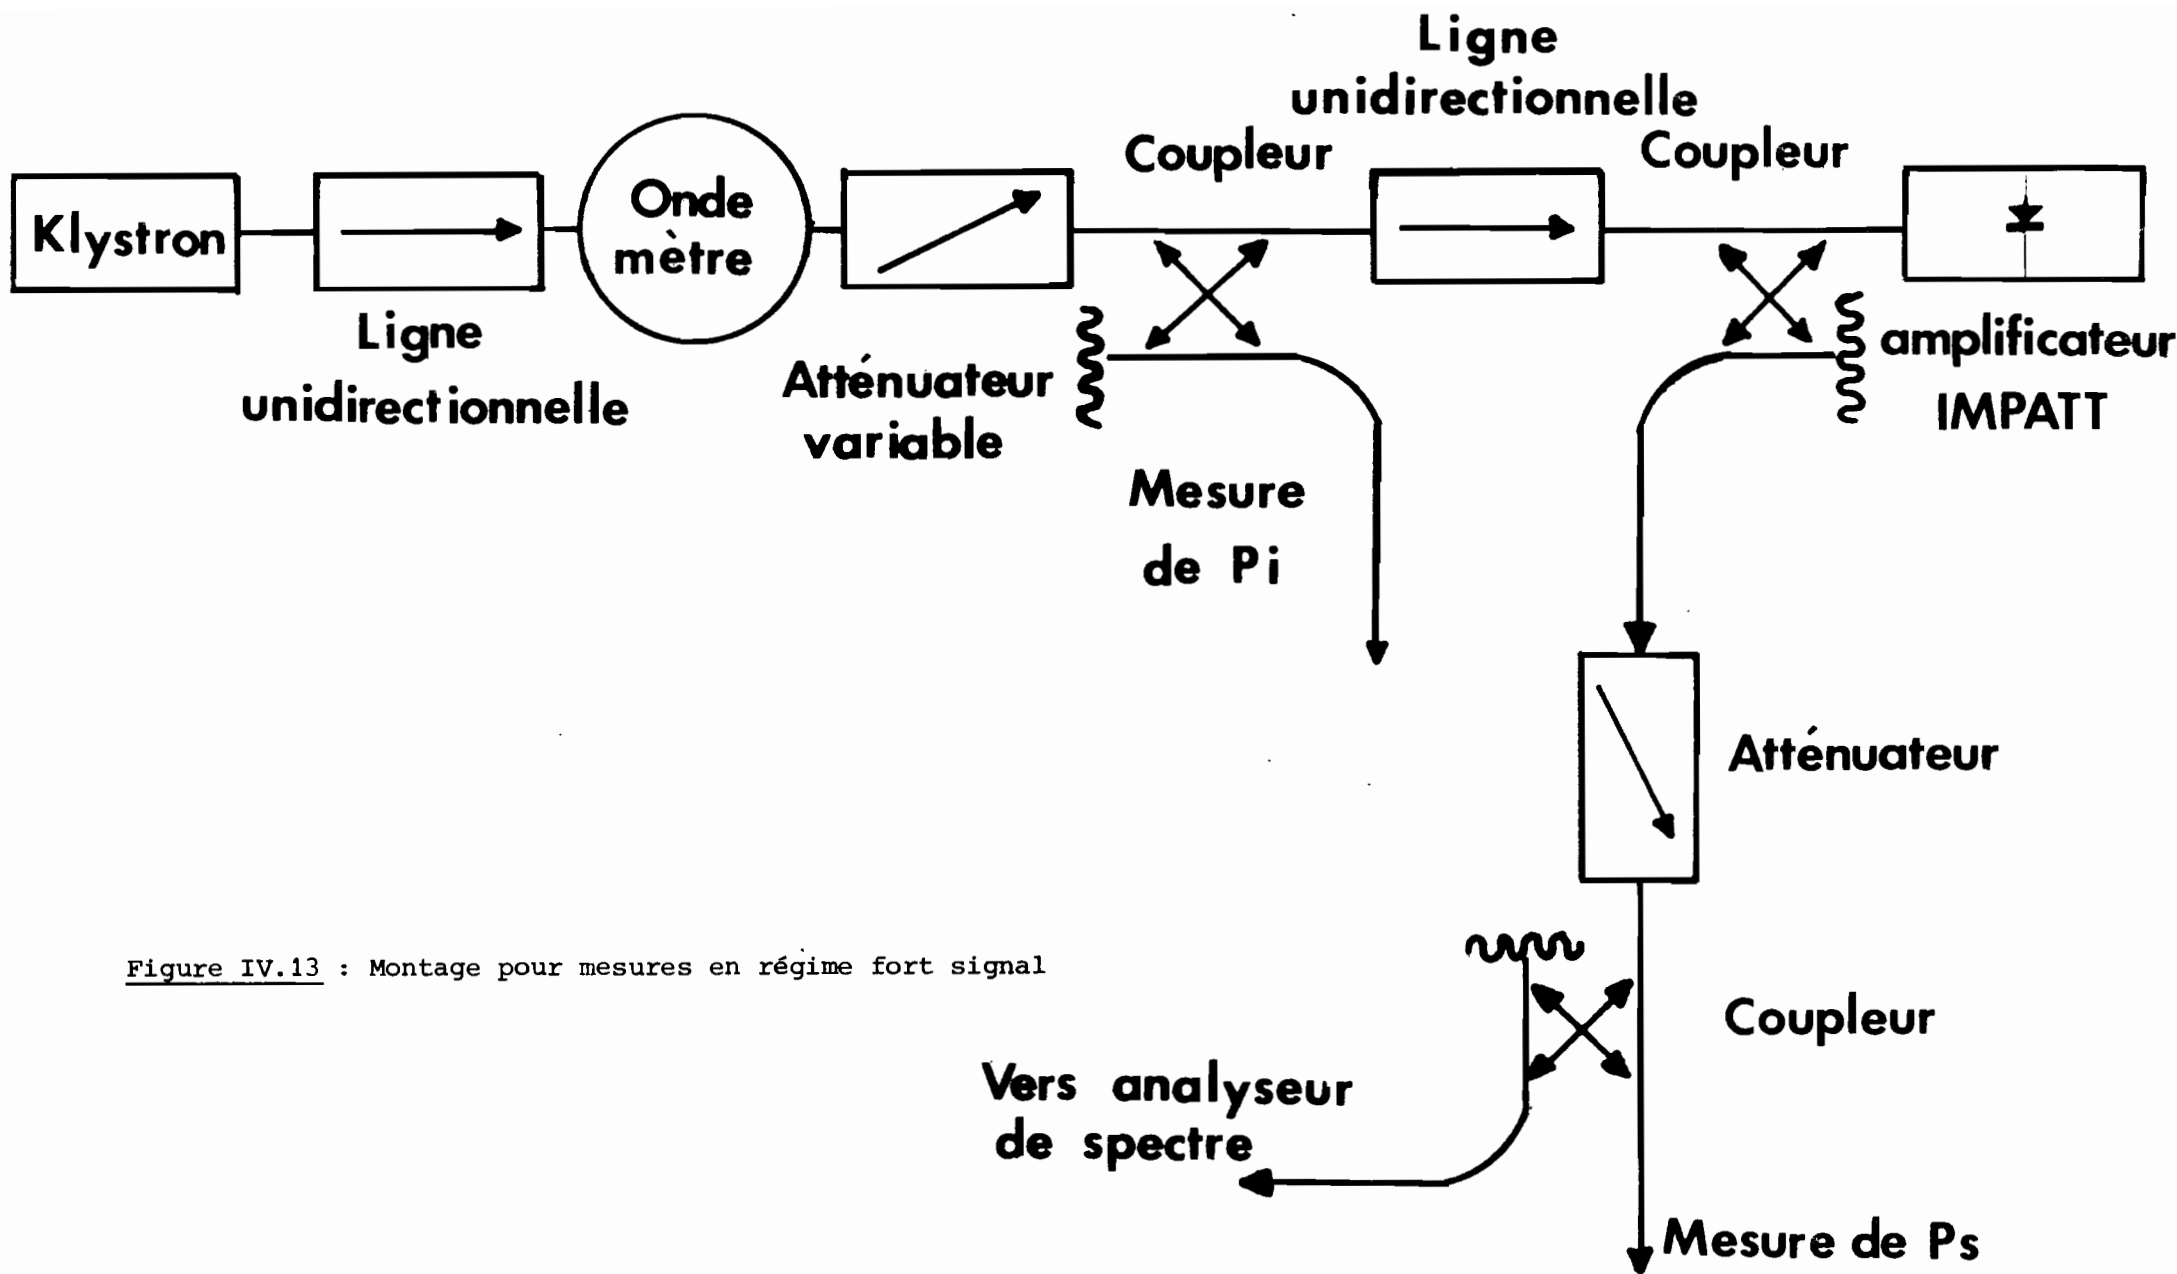 Ligne
unidirectionnelle
Coupleur
Coupleur
Klystron
Onde
mètre
Ligne
unidirectionnelle
Atténuateur
variable
amplificateur
IMPATT
Mesure
de Pi
Atténuateur
Figure IV.13 : Montage pour mesures en régime fort signal
Coupleur
Vers analyseur
de spectre
Mesure de Ps